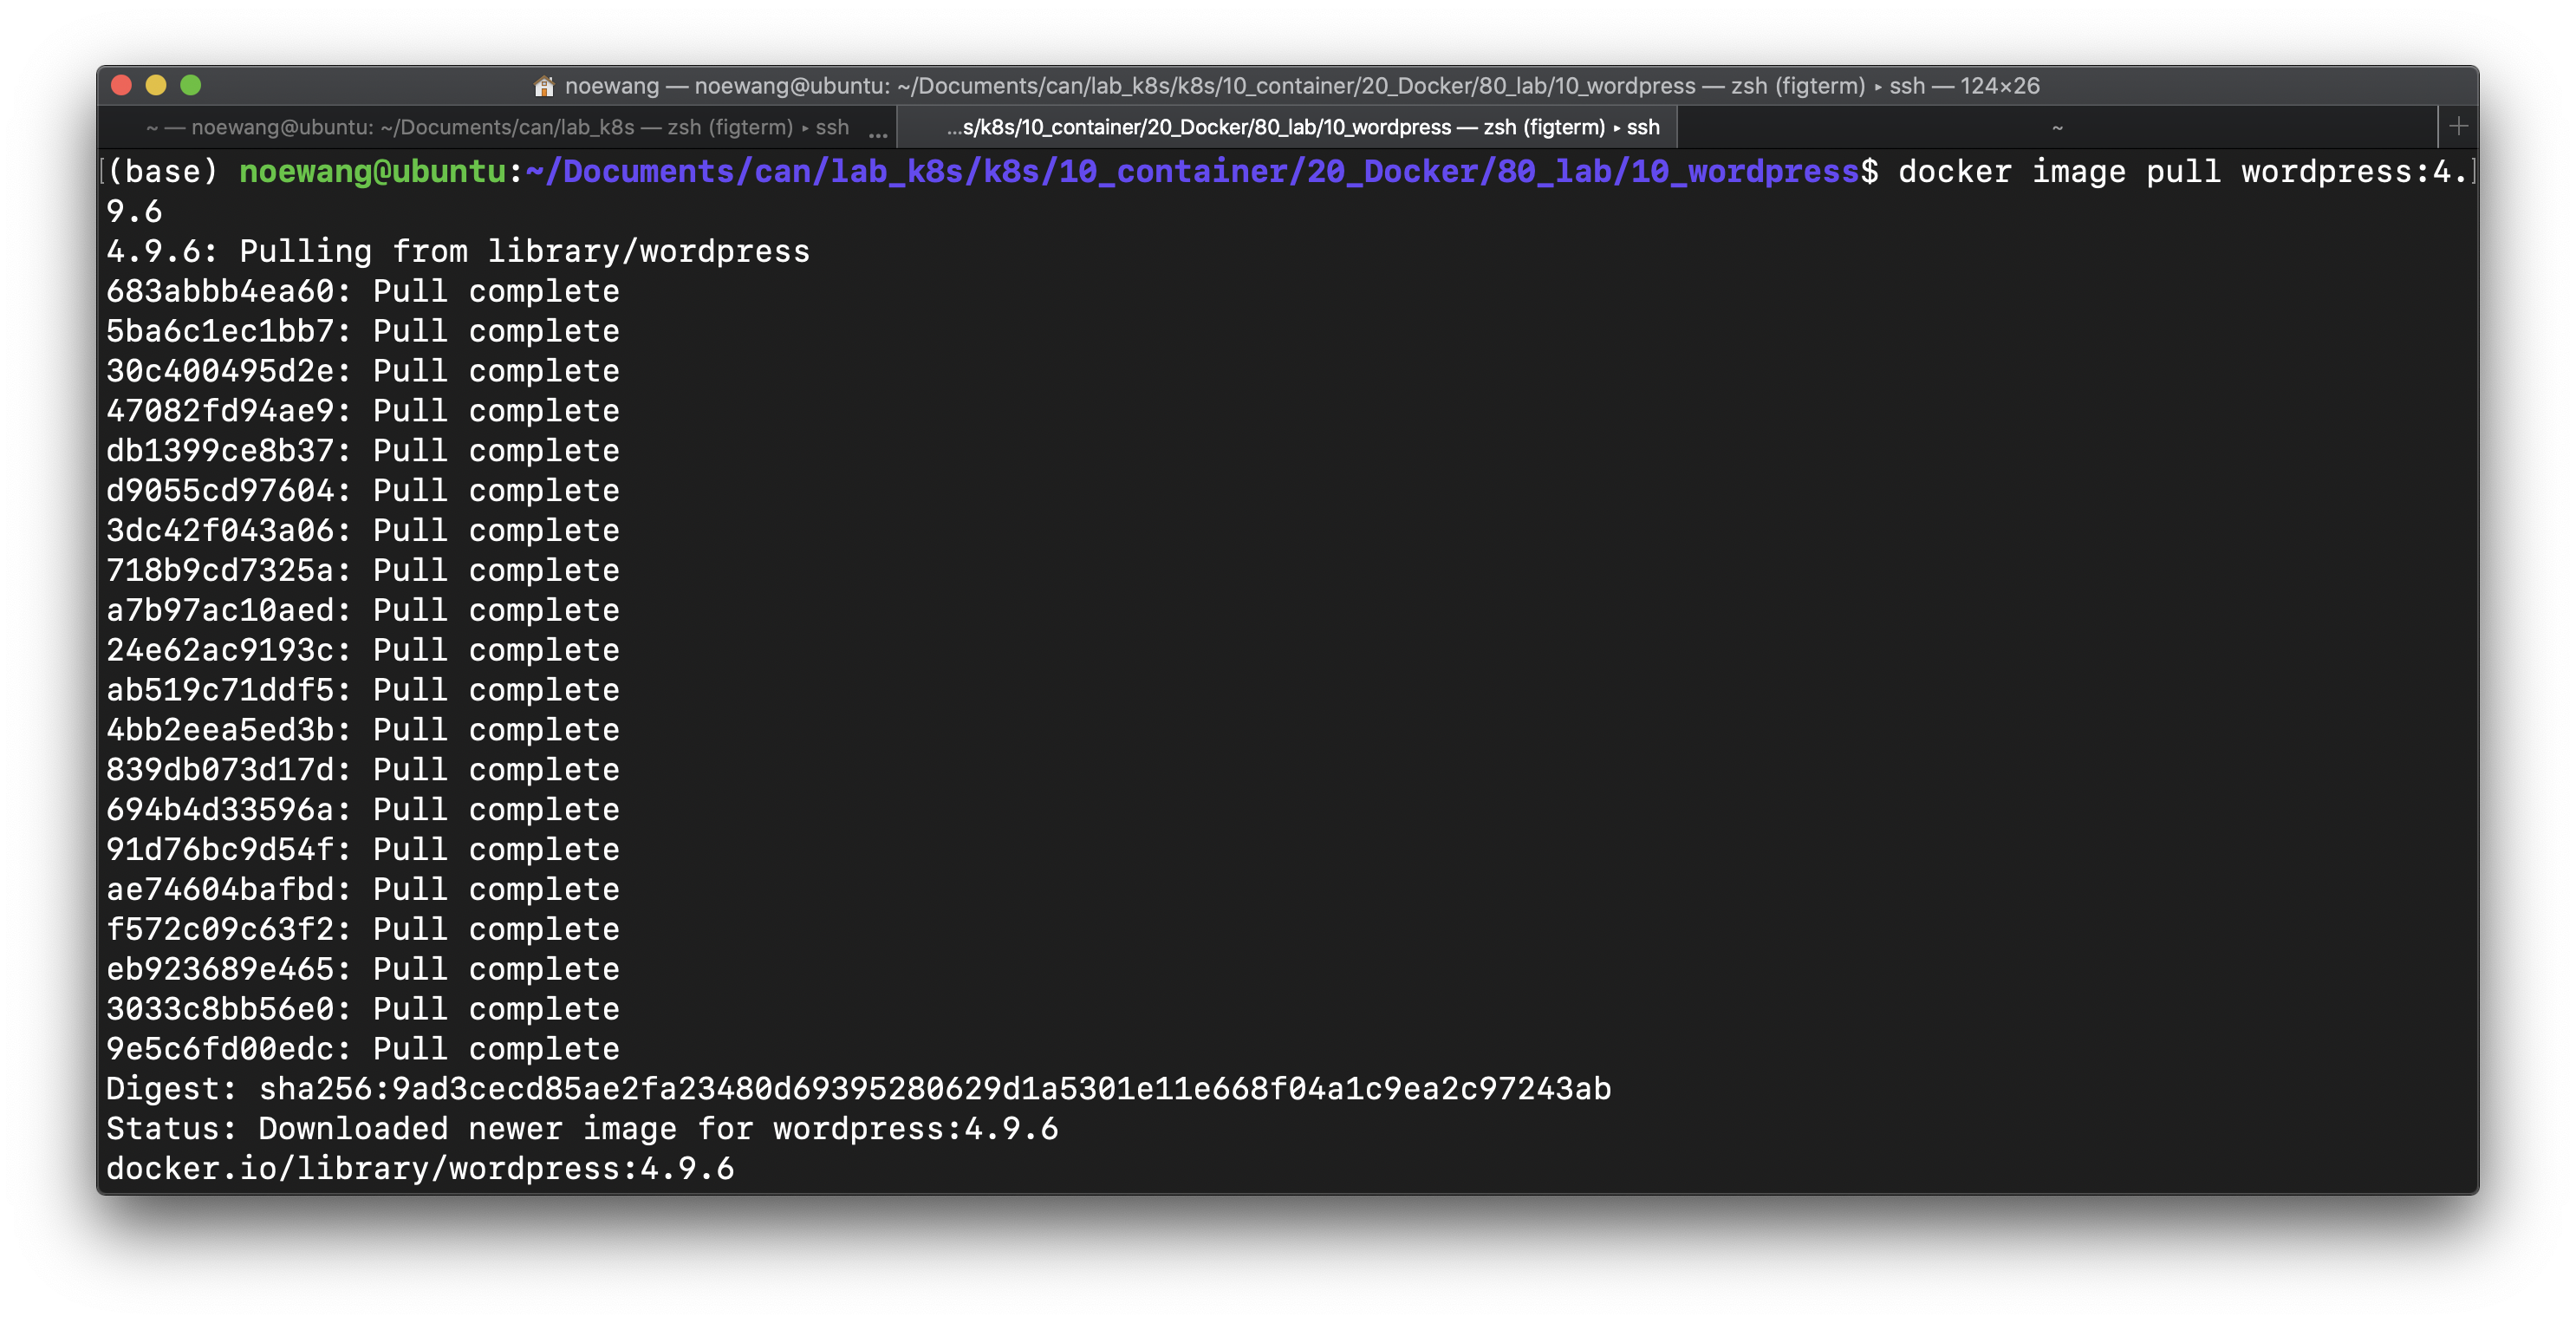 noewang — noewang@ubuntu: ~/Documents/can/lab_k8s/k8s/10_container/20_Docker/80_lab/10_wordpress — zsh (figterm) ▸ ssh — 124×26
~ — noewang@ubuntu: ~/Documents/can/lab_k8s — zsh (figterm) ▸ ssh ...
...s/k8s/10_container/20_Docker/80_lab/10_wordpress — zsh (figterm) ▸ ssh
~
+
[(base) noewang@ubuntu:~/Documents/can/lab_k8s/k8s/10_container/20_Docker/80_lab/10_wordpress$ docker image pull wordpress:4.]
9.6
4.9.6: Pulling from library/wordpress
683abbb4ea60: Pull complete
5ba6c1ec1bb7: Pull complete
30c400495d2e: Pull complete
47082fd94ae9: Pull complete
db1399ce8b37: Pull complete
d9055cd97604: Pull complete
3dc42f043a06: Pull complete
718b9cd7325a: Pull complete
a7b97ac10aed: Pull complete
24e62ac9193c: Pull complete
ab519c71ddf5: Pull complete
4bb2eea5ed3b: Pull complete
839db073d17d: Pull complete
694b4d33596a: Pull complete
91d76bc9d54f: Pull complete
ae74604bafbd: Pull complete
f572c09c63f2: Pull complete
eb923689e465: Pull complete
3033c8bb56e0: Pull complete
9e5c6fd00edc: Pull complete
Digest: sha256:9ad3cecd85ae2fa23480d69395280629d1a5301e11e668f04a1c9ea2c97243ab
Status: Downloaded newer image for wordpress:4.9.6
docker.io/library/wordpress:4.9.6